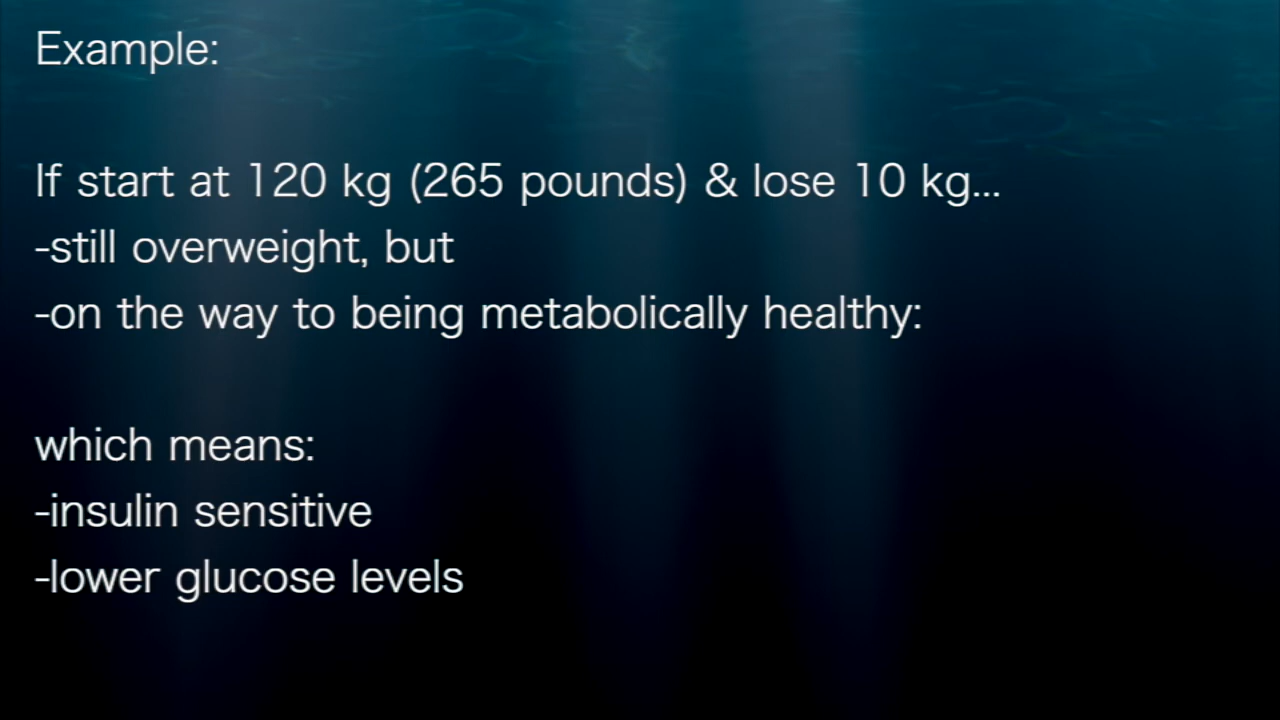 Example:
If start at 120 kg (265 pounds) & lose 10 kg...
-still overweight, but
-on the way to being metabolically healthy:
which means:
-insulin sensitive
-lower glucose levels